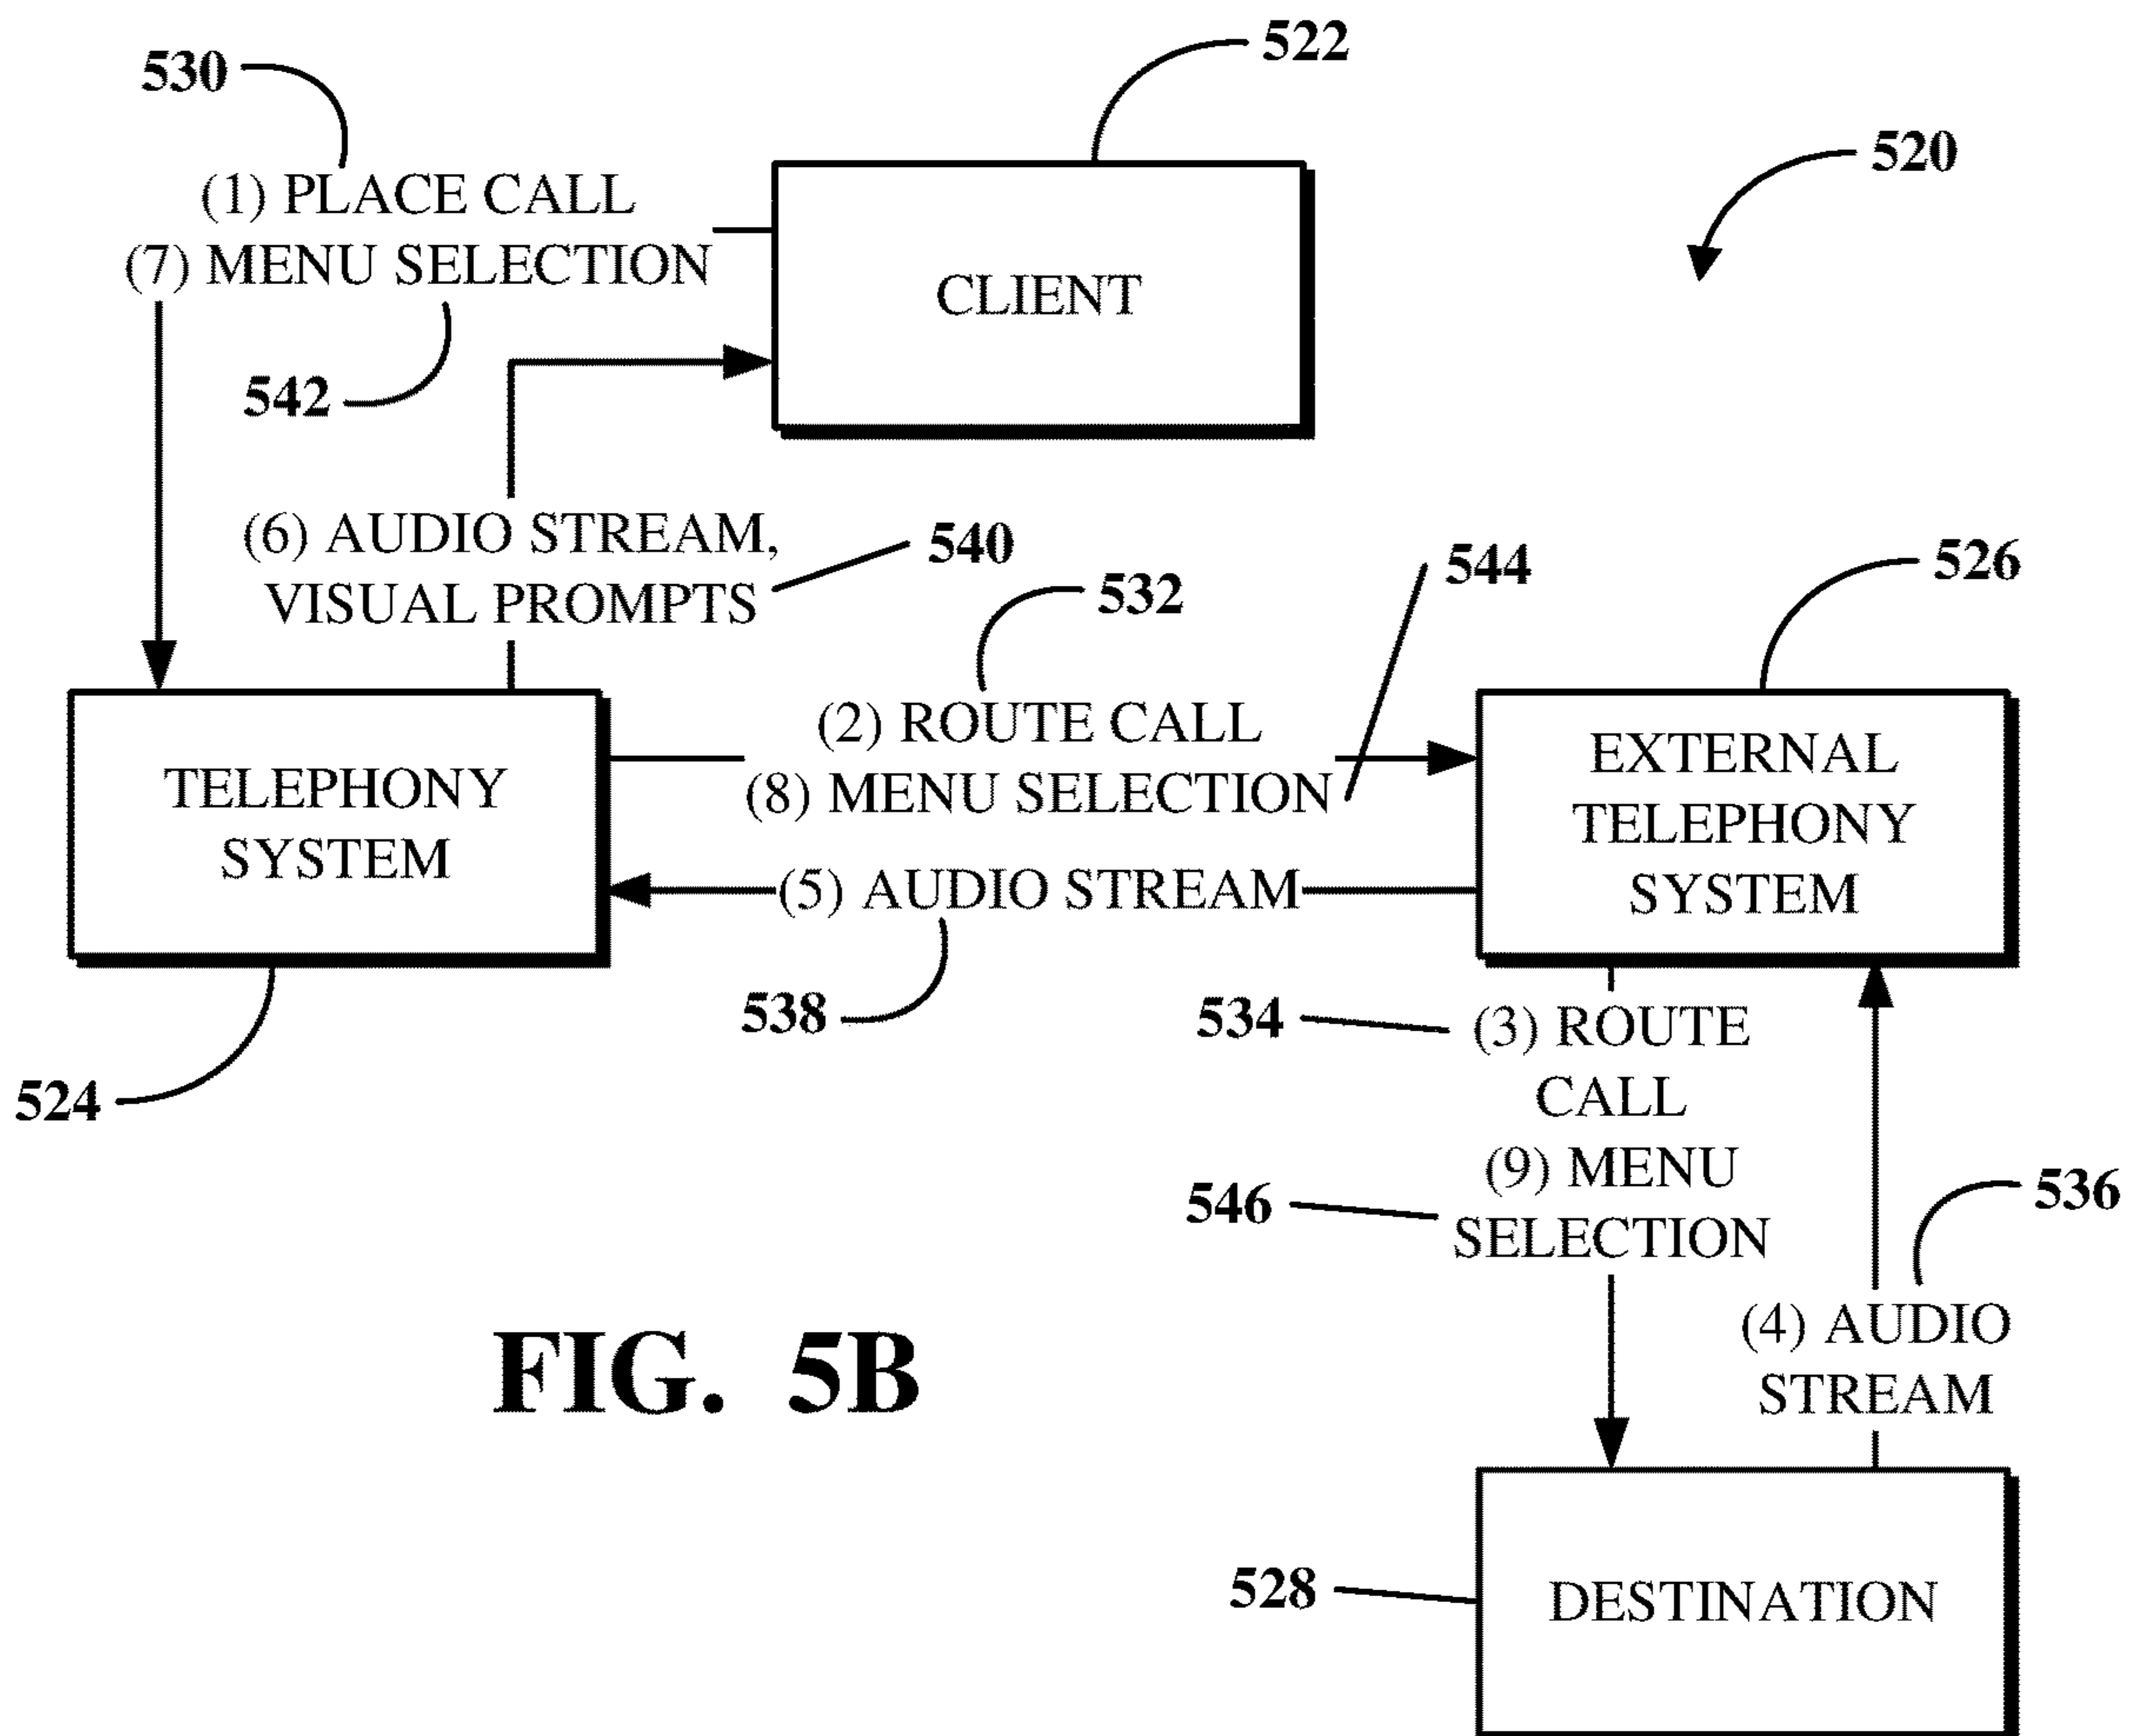 530
522
520
(1) PLACE CALL
(7) MENU SELECTION
CLIENT
542
(6) AUDIO STREAM,
VISUAL PROMPTS
540
532
544
526
(2) ROUTE CALL
(8) MENU SELECTION
TELEPHONY
SYSTEM
EXTERNAL
TELEPHONY
SYSTEM
(5) AUDIO STREAM
538
524
534
(3) ROUTE
CALL
(9) MENU
SELECTION
546
536
(4) AUDIO
STREAM
FIG. 5B
528
DESTINATION